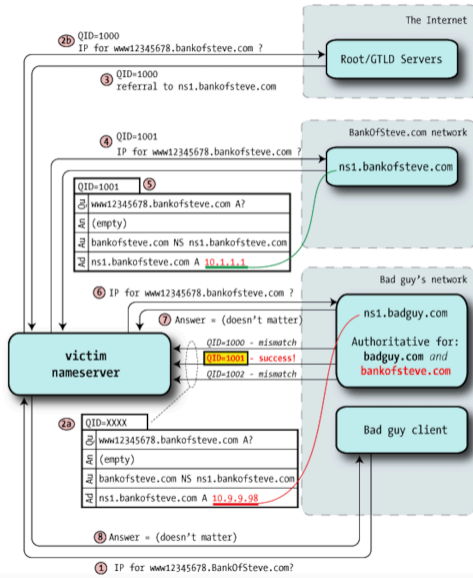 The Internet
2b QID=1000
IP for www12345678.bankofsteve.com ?
Root/GTLD Servers
3 QID=1000
referral to ns1.bankofsteve.com
BankOfSteve.com network
4 QID=1001
IP for www12345678.bankofsteve.com ?
ns1.bankofsteve.com
QID=1001 5
Qu www12345678.bankofsteve.com A?
An (empty)
Au bankofsteve.com NS ns1.bankofsteve.com
Ad ns1.bankofsteve.com A 10.1.1.1
Bad guy's network
6 IP for www12345678.bankofsteve.com ?
7 Answer = (doesn't matter)
ns1.badguy.com
Authoritative for:
badguy.com and
bankofsteve.com
QID=1000 - mismatch
QID=1001 - success!
QID=1002 - mismatch
victim
nameserver
2a QID=XXXX
Qu www12345678.bankofsteve.com A?
An (empty)
Au bankofsteve.com NS ns1.bankofsteve.com
Ad ns1.bankofsteve.com A 10.9.9.98
Bad guy client
8 Answer = (doesn't matter)
1 IP for www12345678.BankOfSteve.com?